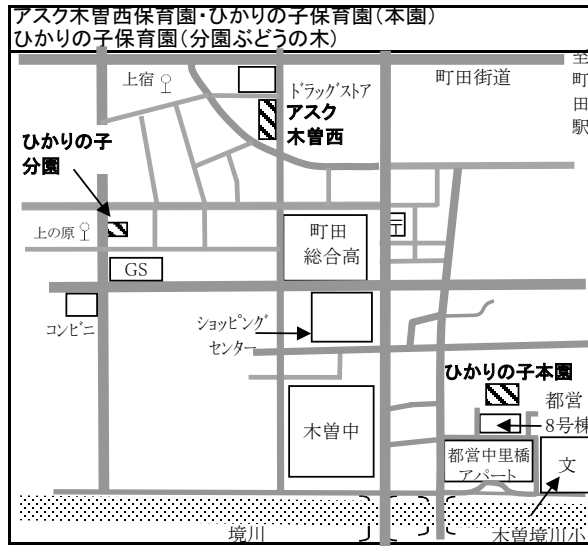 アスク木曽西保育園・ひかりの子保育園（本園）
ひかりの子保育園（分園ぶどうの木）
上宿
ドラッグストア
町田街道
至町田駅
アスク
木曽西
ひかりの子
分園
上の原
町田
総合高
〒
GS
コンビニ
ショッピング
センター
ひかりの子本園
都営
8号棟
木曽中
都営中里橋
アパート
文
境川
木曽境川小